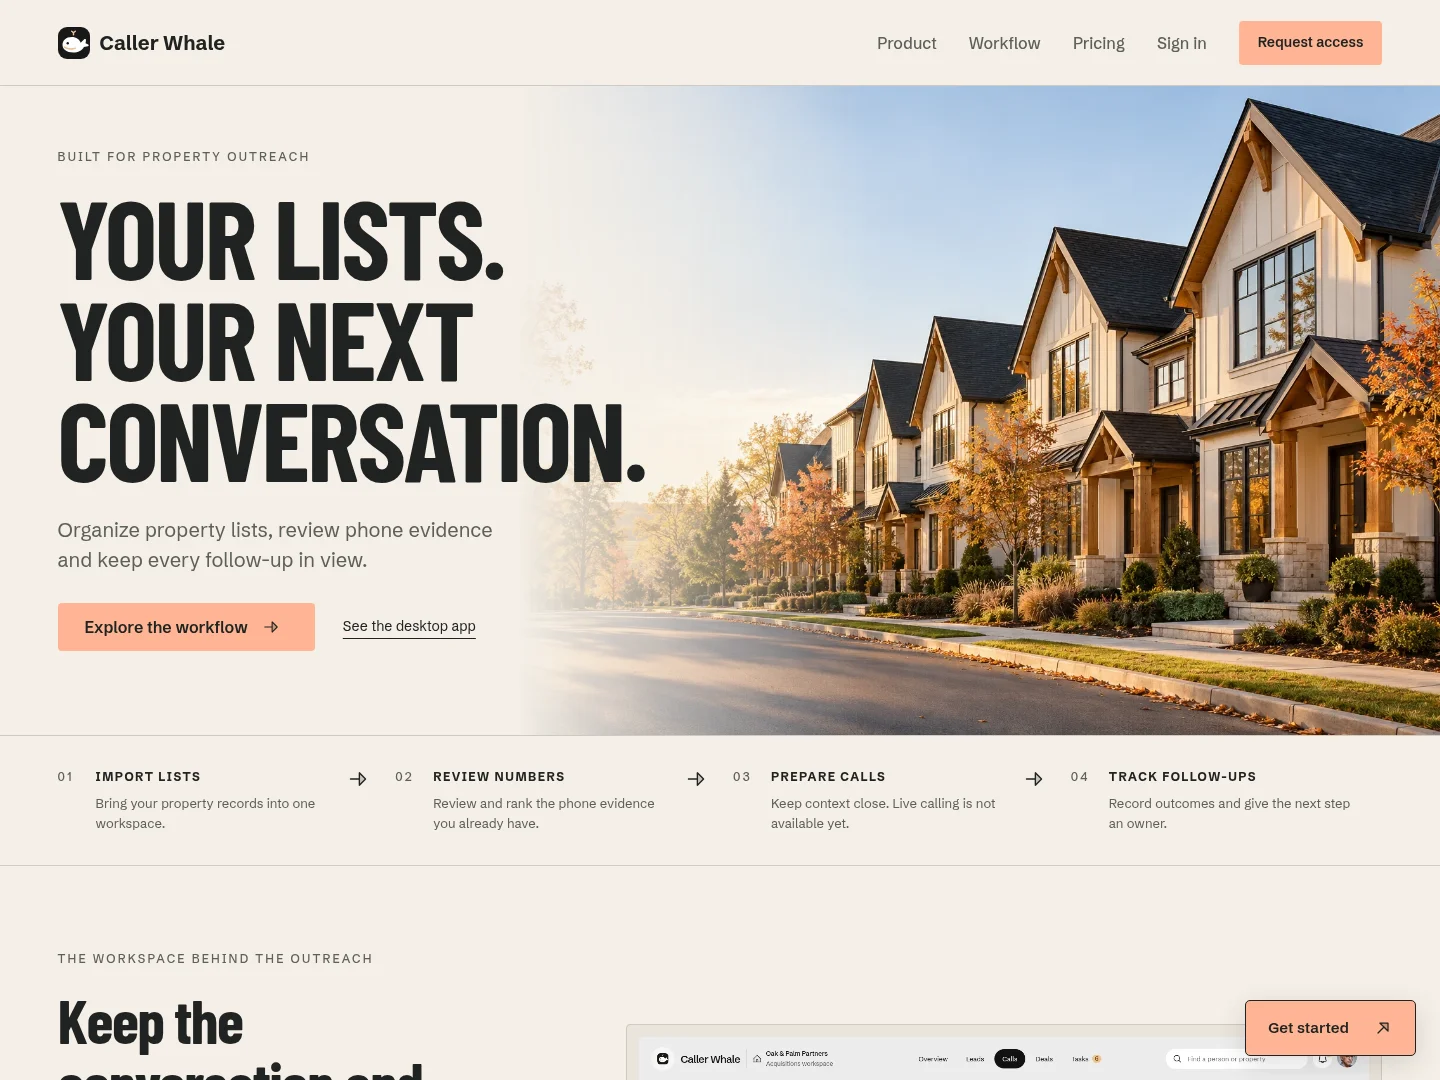 Caller Whale
Product
Workflow
Pricing
Sign in
Request access
BUILT FOR PROPERTY OUTREACH
YOUR LISTS.
YOUR NEXT
CONVERSATION.
Organize property lists, review phone evidence
and keep every follow-up in view.
Explore the workflow
See the desktop app
01
IMPORT LISTS
Bring your property records into one
workspace.
02
REVIEW NUMBERS
Review and rank the phone evidence
you already have.
03
PREPARE CALLS
Keep context close. Live calling is not
available yet.
04
TRACK FOLLOW-UPS
Record outcomes and give the next step
an owner.
THE WORKSPACE BEHIND THE OUTREACH
Keep the
conversation and
Caller Whale
Oak & Palm Partners
Acquisitions workspace
Overview
Leads
Calls
Deals
Tasks
6
Find a person or property
Get started